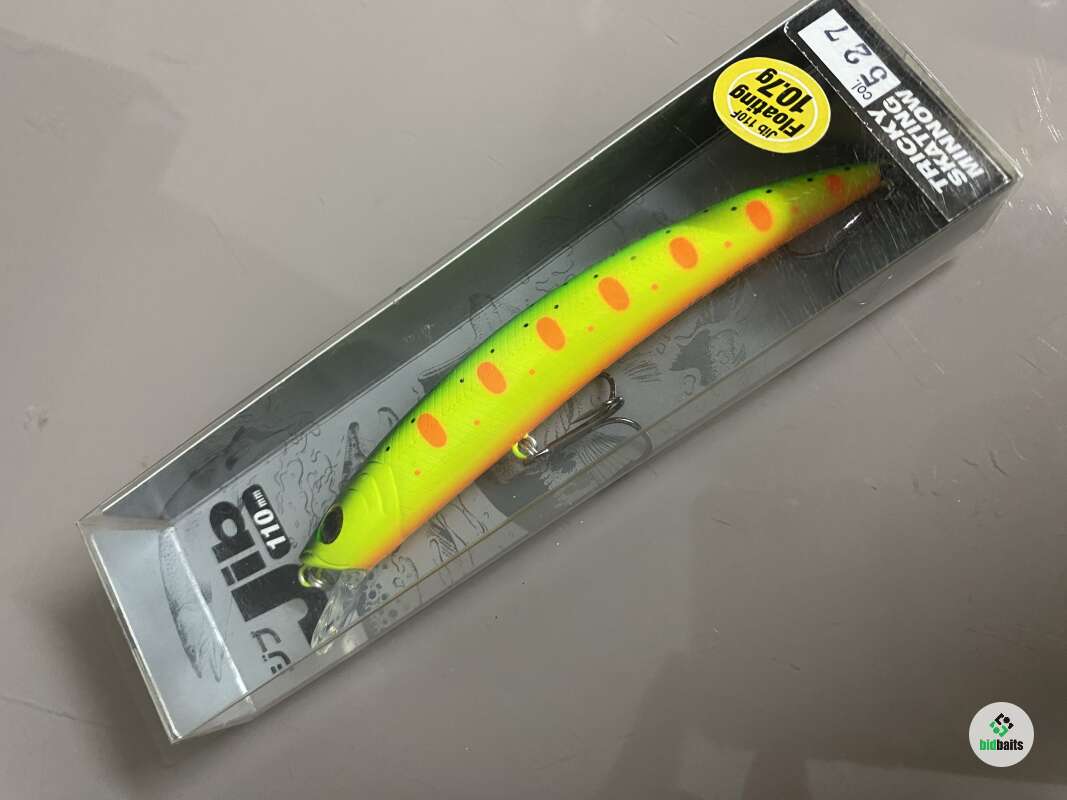 TRICKY
SKATING
MINNOW
col.
527
Jib 110F
Floating
10.7g
Jib
110mm
ジブ
bidbaits